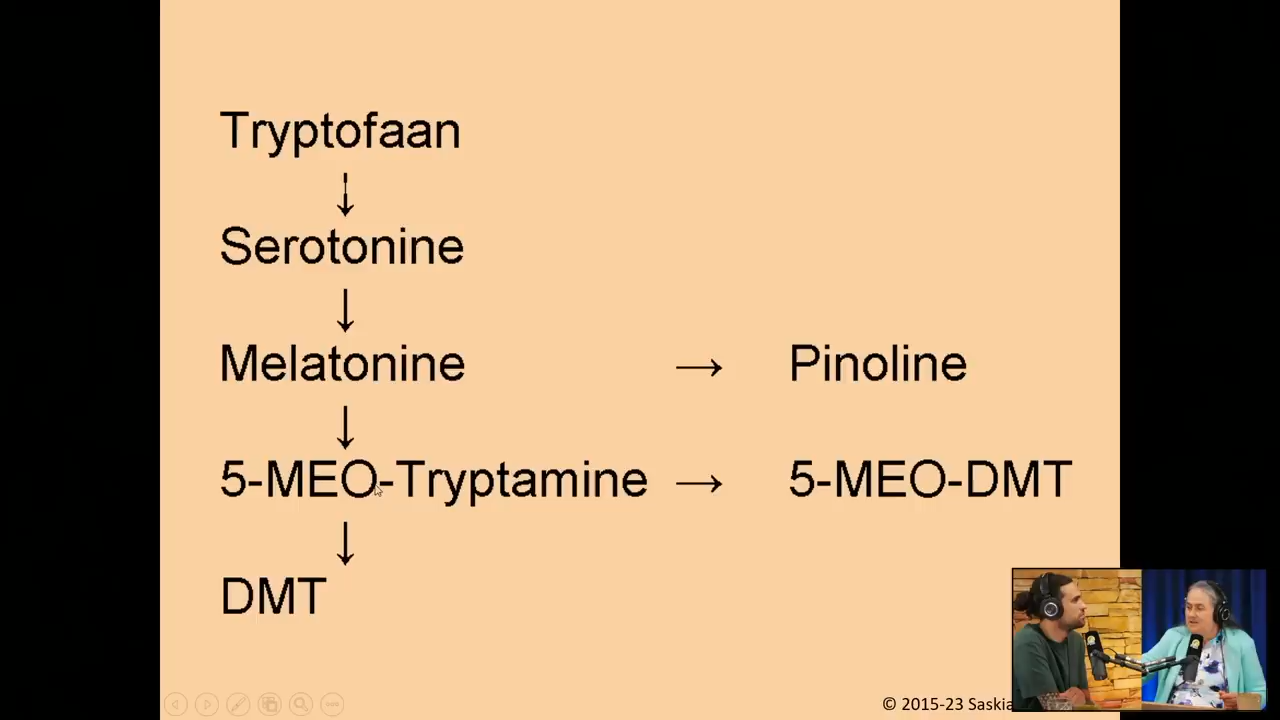 Tryptofaan
↓
Serotonine
↓
Melatonine → Pinoline
↓
5-MEO-Tryptamine → 5-MEO-DMT
↓
DMT
© 2015-23 Saskia